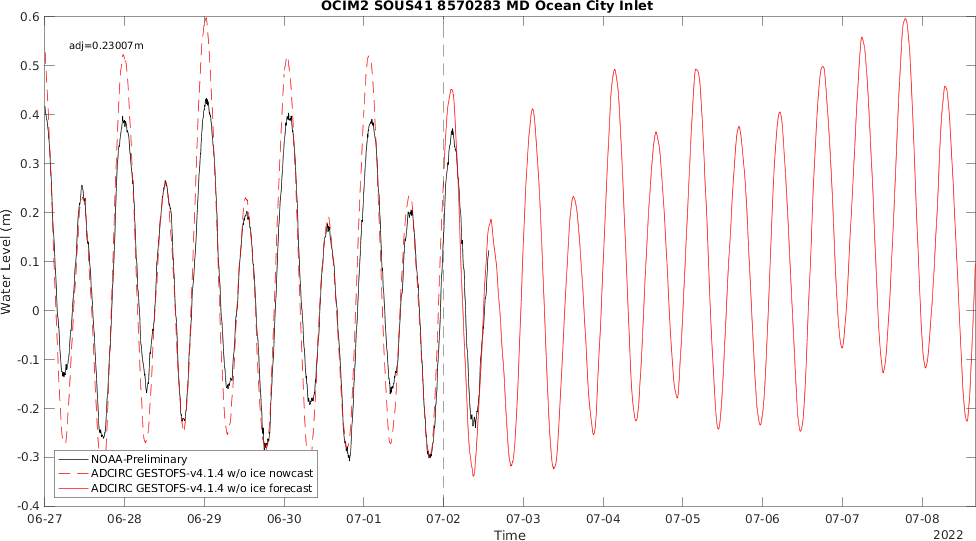 OCIM2 SOUS41 8570283 MD Ocean City Inlet
adj=0.23007m
0.6
0.5
0.4
0.3
0.2
0.1
0
-0.1
-0.2
-0.3
-0.4
Water Level (m)
NOAA-Preliminary
ADCIRC GESTOFS-v4.1.4 w/o ice nowcast
ADCIRC GESTOFS-v4.1.4 w/o ice forecast
06-27 06-28 06-29 06-30 07-01 07-02 07-03 07-04 07-05 07-06 07-07 07-08
Time
2022